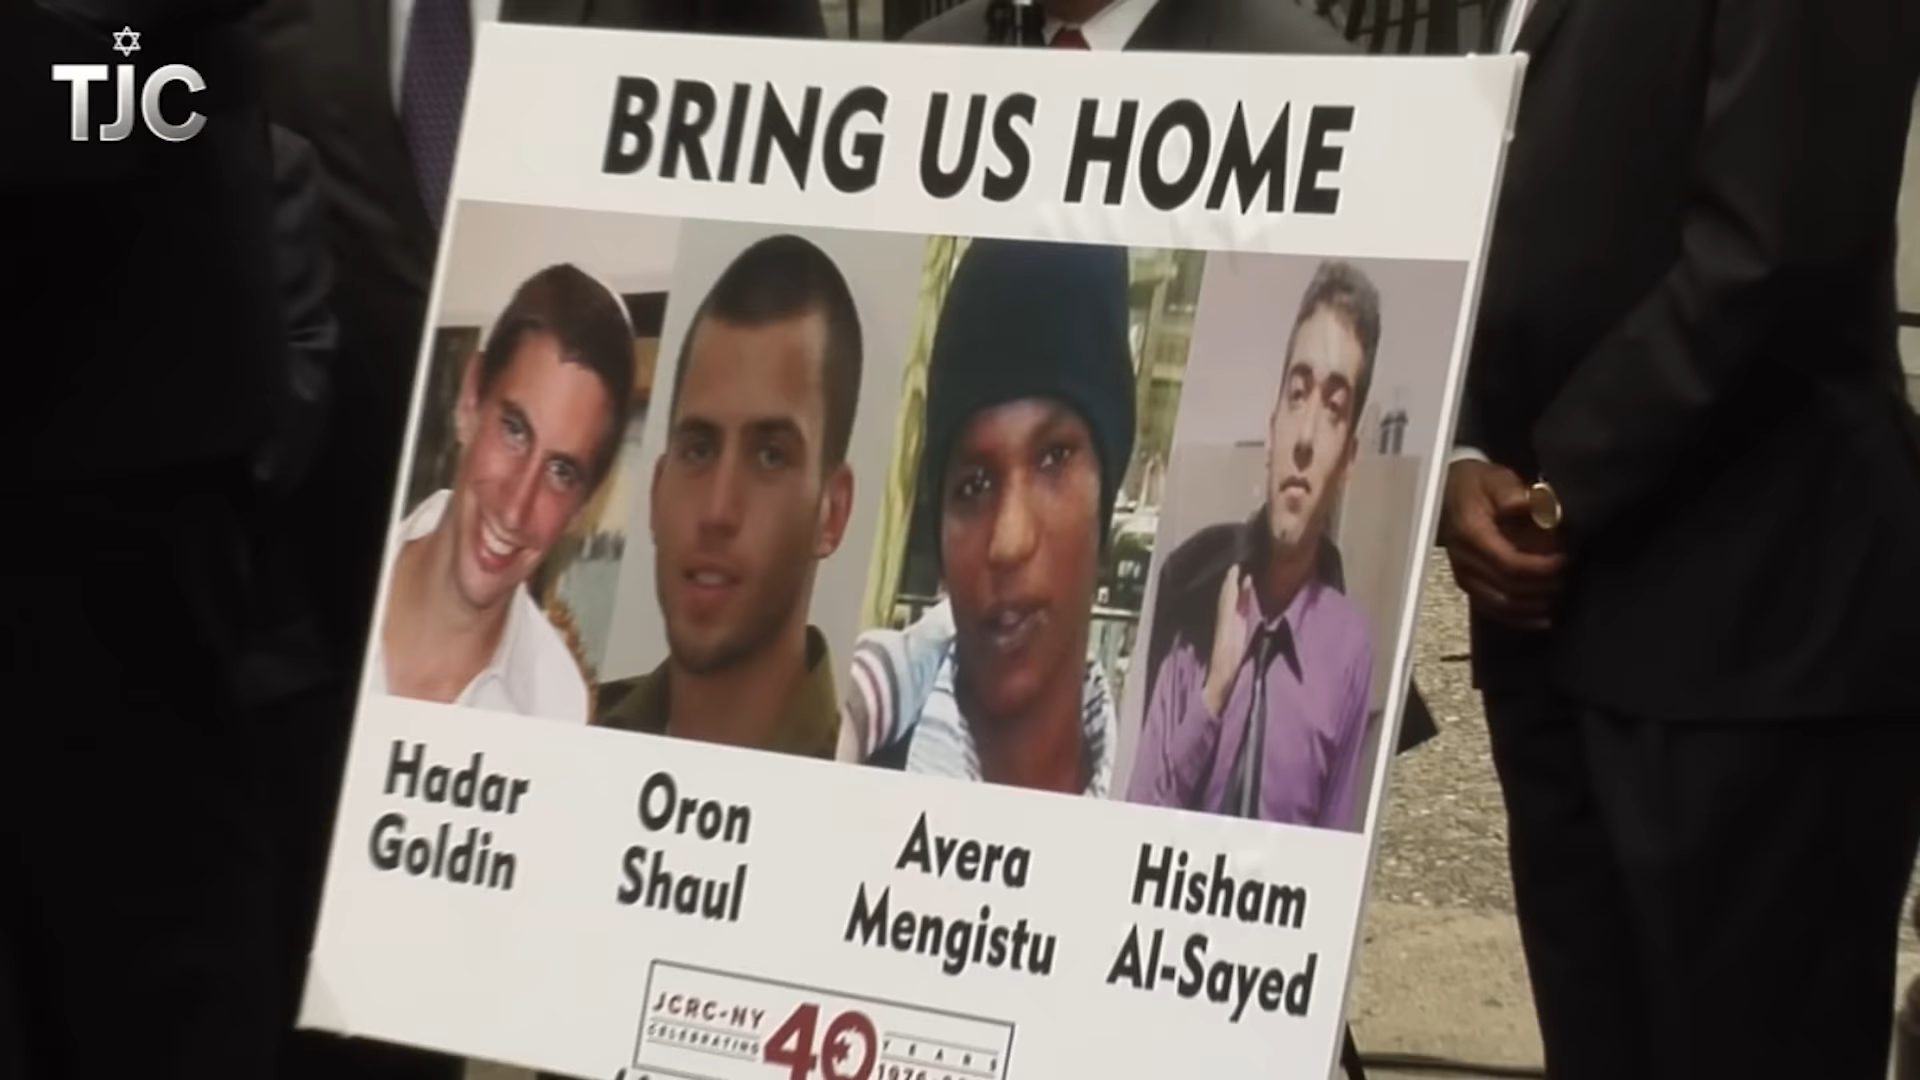 TJC
BRING US HOME
Hadar
Goldin
Oron
Shaul
Avera
Mengistu
Hisham
Al-Sayed
JCRC-NY
CELEBRATING
40
YEARS